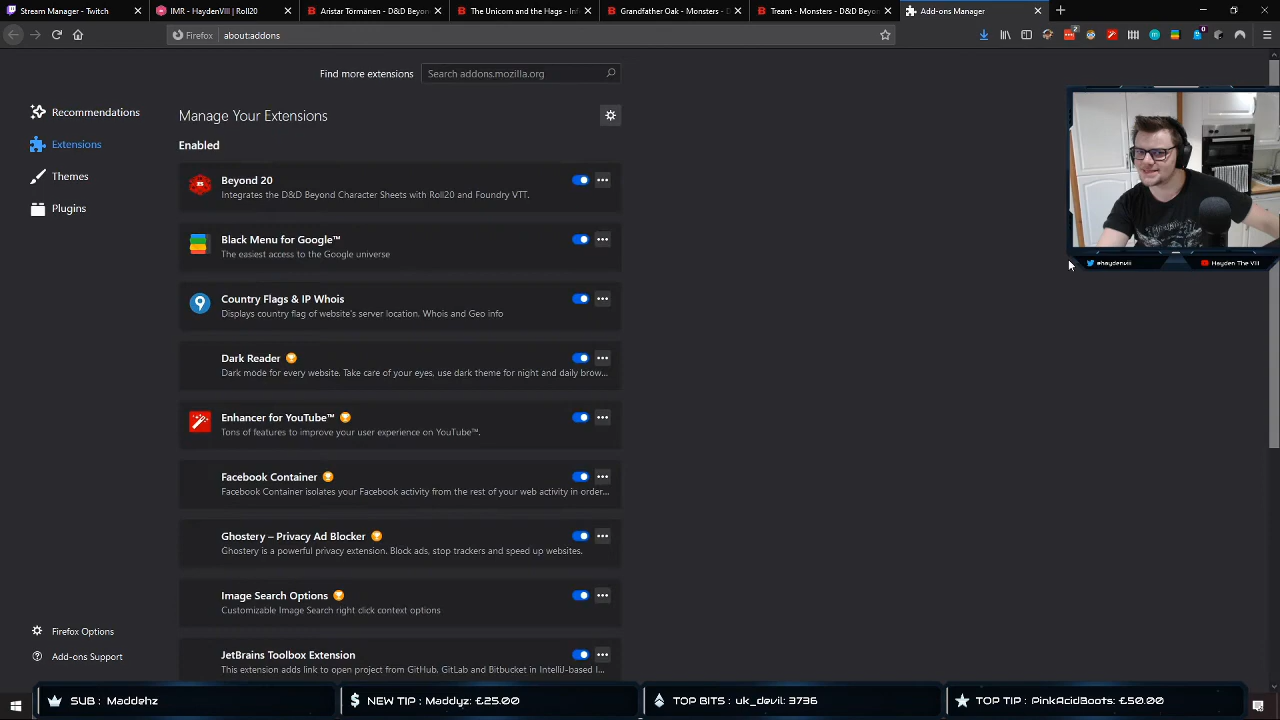 Stream Manager - Twitch
IMR - HaydenViII | Roll20
Aristar Törmänen - D&D Beyon
The Unicorn and the Hags - Inf
Grandfather Oak - Monsters - D
Treant - Monsters - D&D Beyo
Add-ons Manager
Firefox
about:addons
2
0
Find more extensions
Search addons.mozilla.org
Recommendations
Extensions
Themes
Plugins
Manage Your Extensions
Enabled
Beyond 20
Integrates the D&D Beyond Character Sheets with Roll20 and Foundry VTT.
Black Menu for Google™
The easiest access to the Google universe
Country Flags & IP Whois
Displays country flag of website's server location. Whois and Geo info
Dark Reader
Dark mode for every website. Take care of your eyes, use dark theme for night and daily brow...
Enhancer for YouTube™
Tons of features to improve your user experience on YouTube™.
Facebook Container
Facebook Container isolates your Facebook activity from the rest of your web activity in order...
Ghostery – Privacy Ad Blocker
Ghostery is a powerful privacy extension. Block ads, stop trackers and speed up websites.
Image Search Options
Customizable Image Search right click context options
JetBrains Toolbox Extension
This extension adds link to open project from GitHub, GitLab and Bitbucket in IntelliJ-based I...
Firefox Options
Add-ons Support
@haydenviii
Hayden The VIII
SUB : Maddehz
NEW TIP : Maddyz: £25.00
TOP BITS : uk_devil: 3736
TOP TIP : PinkAcidBoots: £50.00